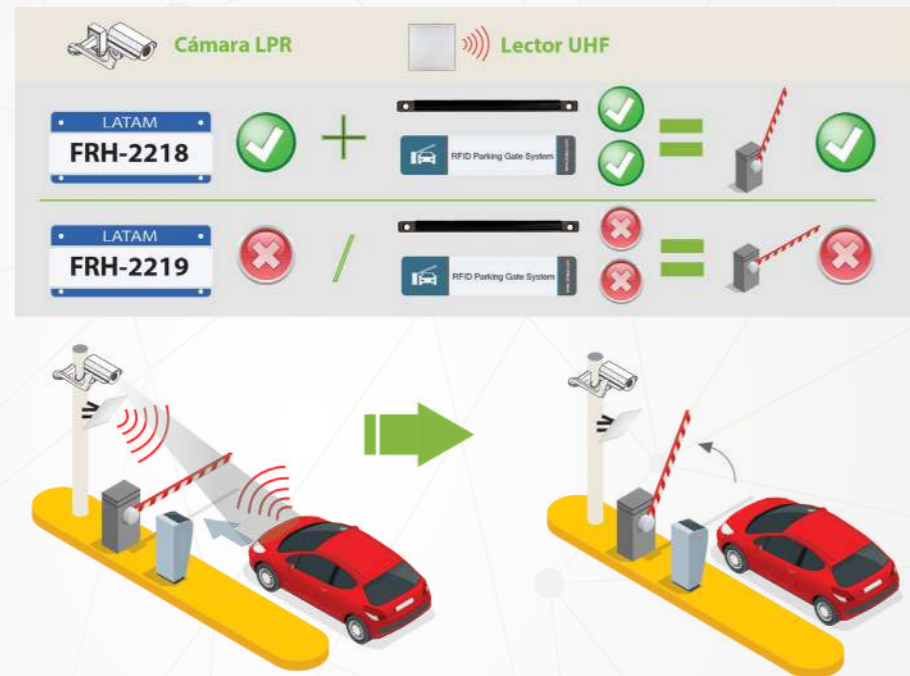 Cámara LPR
Lector UHF
LATAM
FRH-2218
RFID Parking Gate System
LATAM
FRH-2219
RFID Parking Gate System